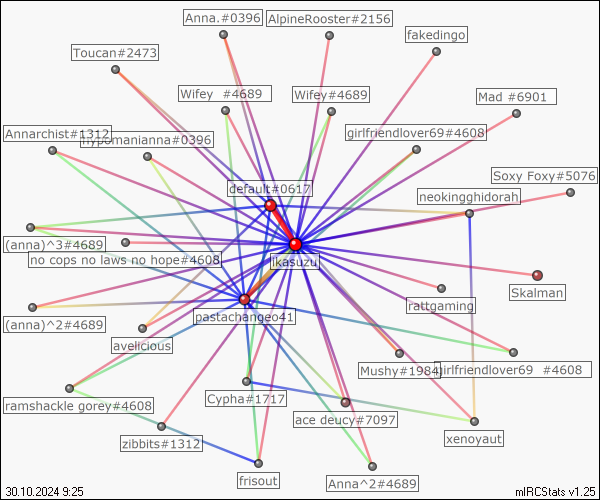 Anna.#0396
AlpineRooster#2156
fakedingo
Toucan#2473
Wifey #4689
Wifey#4689
Mad #6901
Annarchist#1312
hypomanianna#0396
girlfriendlover69#4608
Soxy Foxy#5076
default#0617
neokingghidorah
(anna)^3#4689
no cops no laws no hope#4608
ikasuzu
Skalman
rattgaming
(anna)^2#4689
pastachangeo41
avelicious
Mushy#1984
girlfriendlover69 #4608
ramshackle gorey#4608
Cypha#1717
ace deucy#7097
zibbits#1312
xenoyaut
frisout
Anna^2#4689
30.10.2024 9:25
mIRCStats v1.25